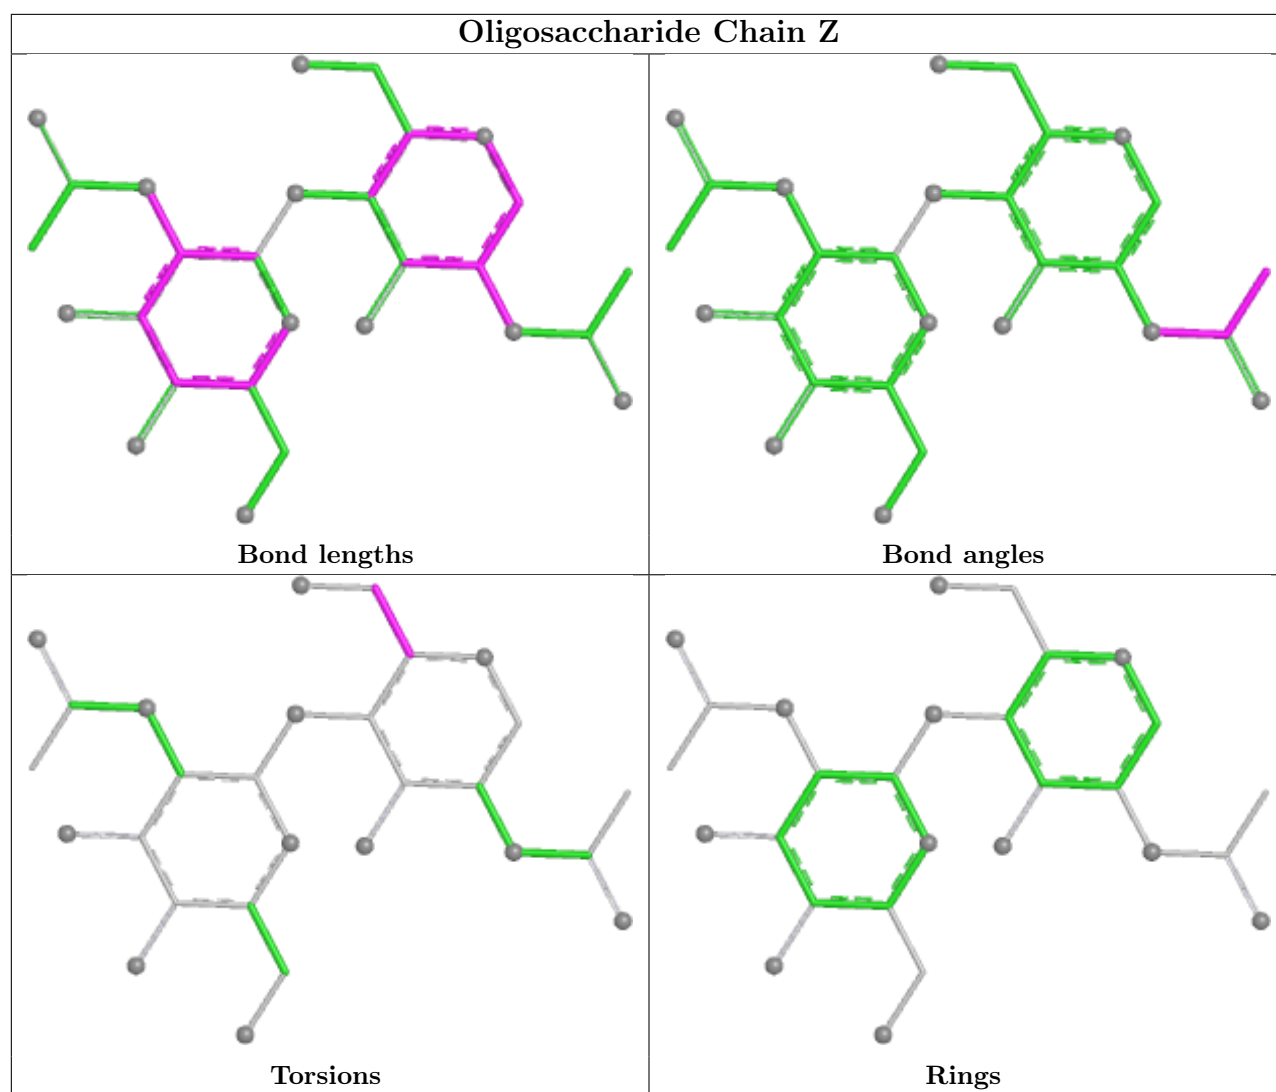 Oligosaccharide Chain Z
Bond lengths
Bond angles
Torsions
Rings